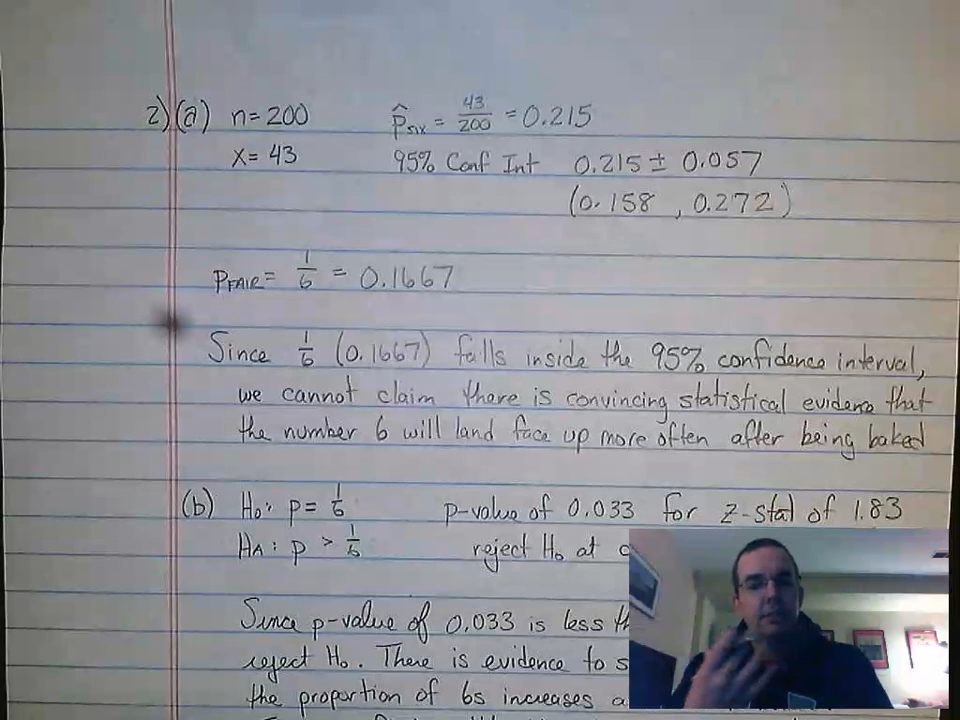 2)(a) n=200 p̂six = 43/200 = 0.215
x=43 95% Conf Int 0.215 ± 0.057
(0.158 , 0.272)
PFAIR = 1/6 = 0.1667
Since 1/6 (0.1667) falls inside the 95% confidence interval,
we cannot claim there is convincing statistical evidence that
the number 6 will land face up more often after being baked
(b) Ho: p = 1/6 p-value of 0.033 for z-stat of 1.83
HA: p > 1/6 reject Ho at
Since p-value of 0.033 is less
reject Ho. There is evidence to
the proportion of 6s increases